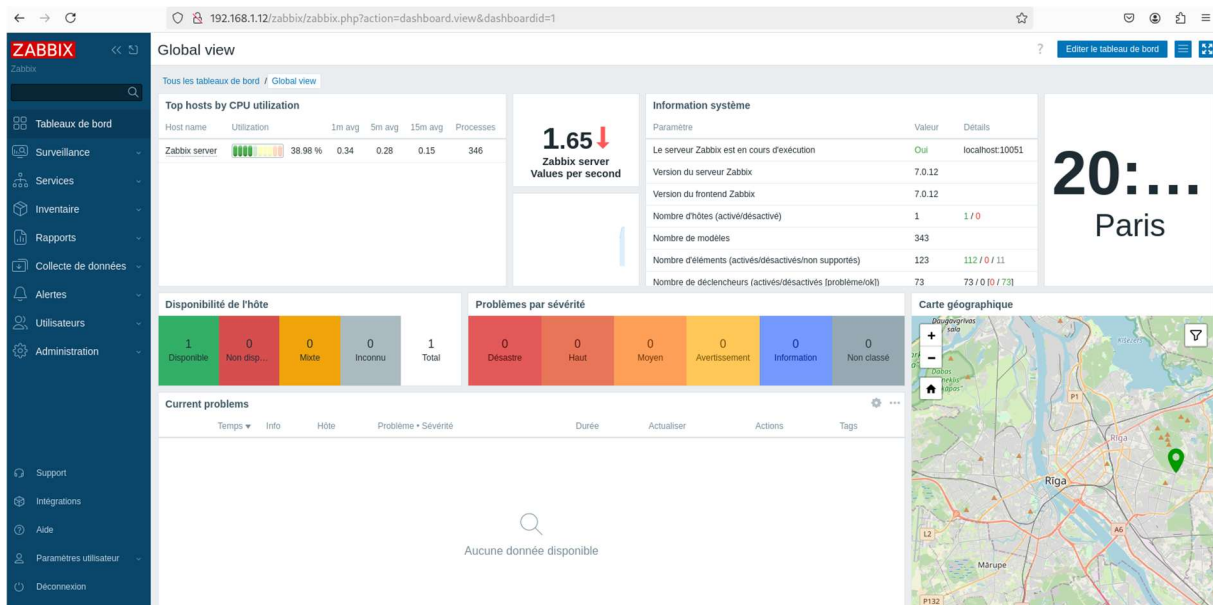 192.168.1.12/zabbix/zabbix.php?action=dashboard.view&dashboardid=1
ZABBIX
Zabbix
Tableaux de bord
Surveillance
Services
Inventaire
Rapports
Collecte de données
Alertes
Utilisateurs
Administration
Support
Intégrations
Aide
Paramètres utilisateur
Déconnexion
Global view
? Editer le tableau de bord
Tous les tableaux de bord / Global view
Top hosts by CPU utilization
Host name Utilization 1m avg 5m avg 15m avg Processes
Zabbix server 38.98 % 0.34 0.28 0.15 346
1.65
Zabbix server
Values per second
Information système
Paramètre Valeur Détails
Le serveur Zabbix est en cours d'exécution Oui localhost:10051
Version du serveur Zabbix 7.0.12
Version du frontend Zabbix 7.0.12
Nombre d'hôtes (activé/désactivé) 1 1 / 0
Nombre de modèles 343
Nombre d'éléments (activés/désactivés/non supportés) 123 112 / 0 / 11
Nombre de déclencheurs (activés/désactivés [problème/ok]) 73 73 / 0 [0 / 73]
20:...
Paris
Disponibilité de l'hôte
1 Disponible
0 Non disp...
0 Mixte
0 Inconnu
1 Total
Problèmes par sévérité
0 Désastre
0 Haut
0 Moyen
0 Avertissement
0 Information
0 Non classé
Current problems
Temps Info Hôte Problème • Sévérité Durée Actualiser Actions Tags
Aucune donnée disponible
Carte géographique
+
−
Daugavgrīvas
sala
P1
Rīga
Rīga
A6
L2
Mārupe
P132